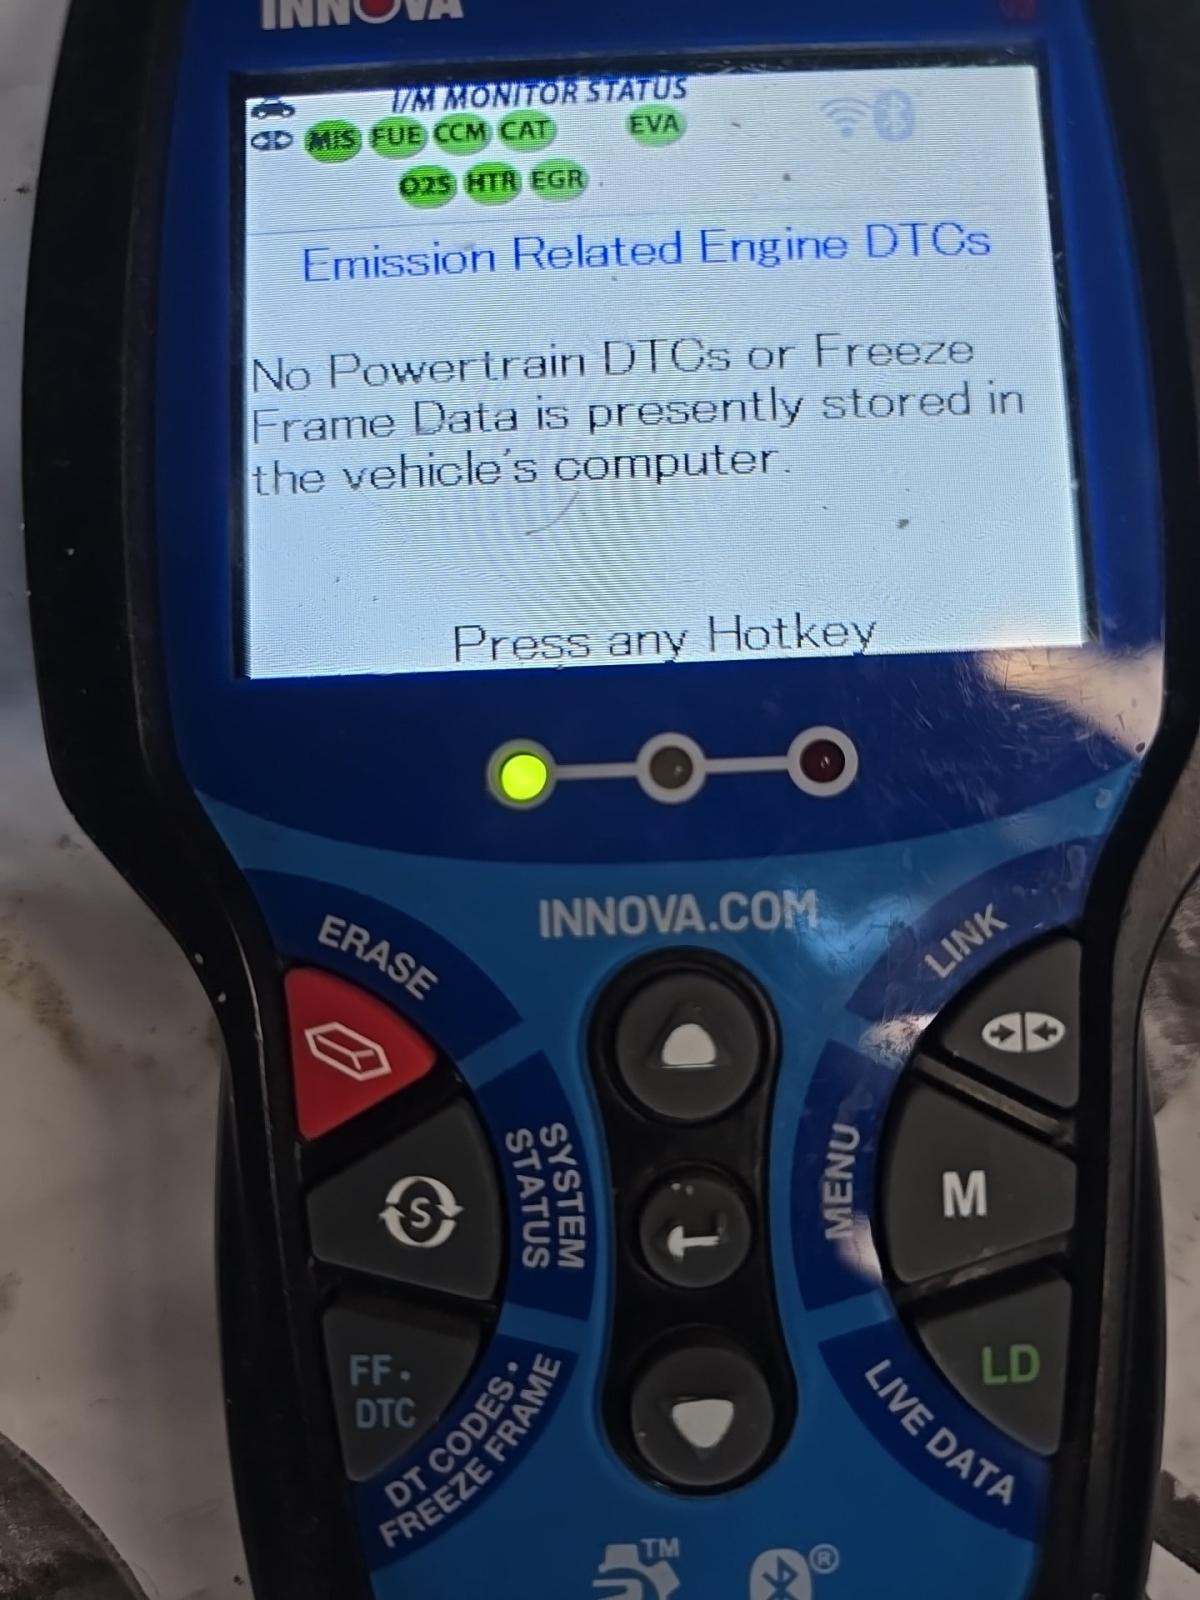 INNOVA
I/M MONITOR STATUS
MIS FUE CCM CAT EVA
O2S HTR EGR
Emission Related Engine DTCs
No Powertrain DTCs or Freeze
Frame Data is presently stored in
the vehicle's computer.
Press any Hotkey
INNOVA.COM
ERASE
LINK
S
SYSTEM
STATUS
MENU
M
FF·
DTC
DT CODES·
FREEZE FRAME
LD
LIVE DATA
TM
®